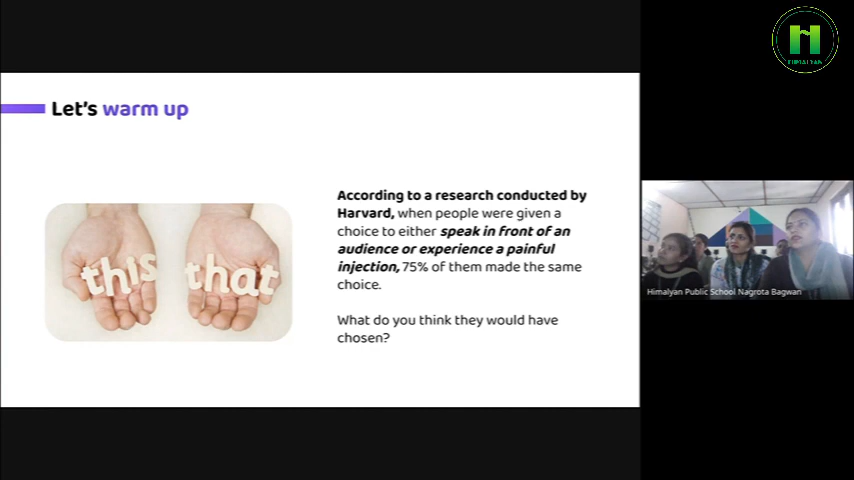 HIMALYAN
Let's warm up
this that
According to a research conducted by
Harvard, when people were given a
choice to either speak in front of an
audience or experience a painful
injection, 75% of them made the same
choice.
What do you think they would have
chosen?
Himalyan Public School Nagrota Bagwan